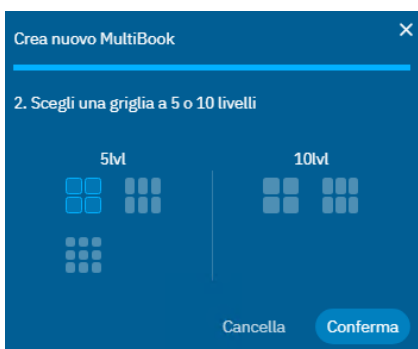 Crea nuovo MultiBook
2. Scegli una griglia a 5 o 10 livelli
5lvl
10lvl
Cancella
Conferma